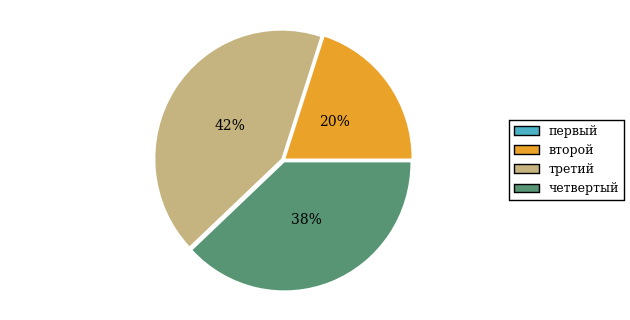 42%
20%
38%
первый
второй
третий
четвертый